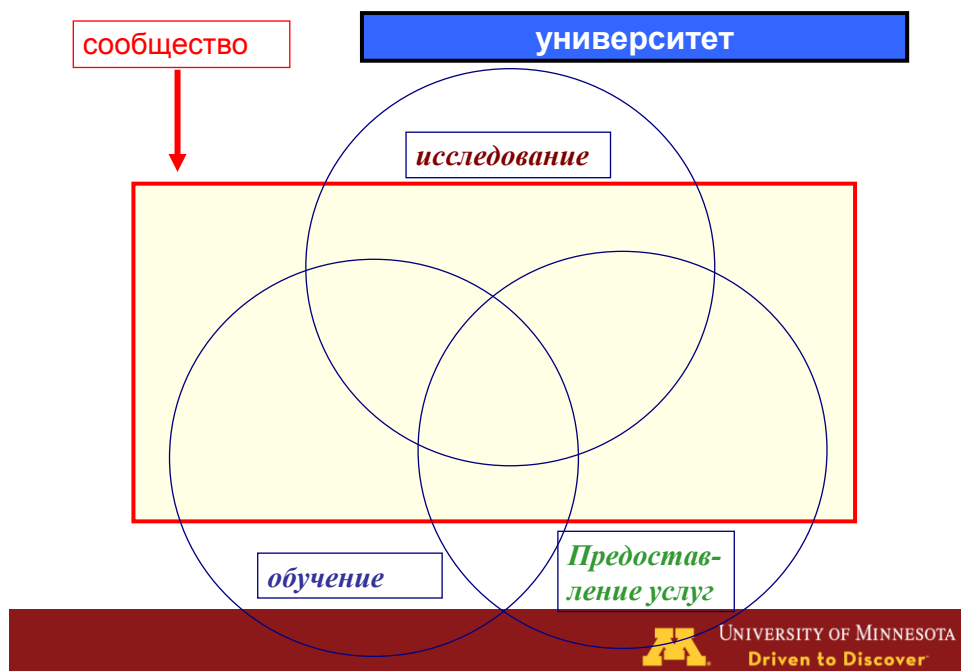 сообщество
университет
исследование
обучение
Предостав-
ление услуг
UNIVERSITY OF MINNESOTA
Driven to Discover